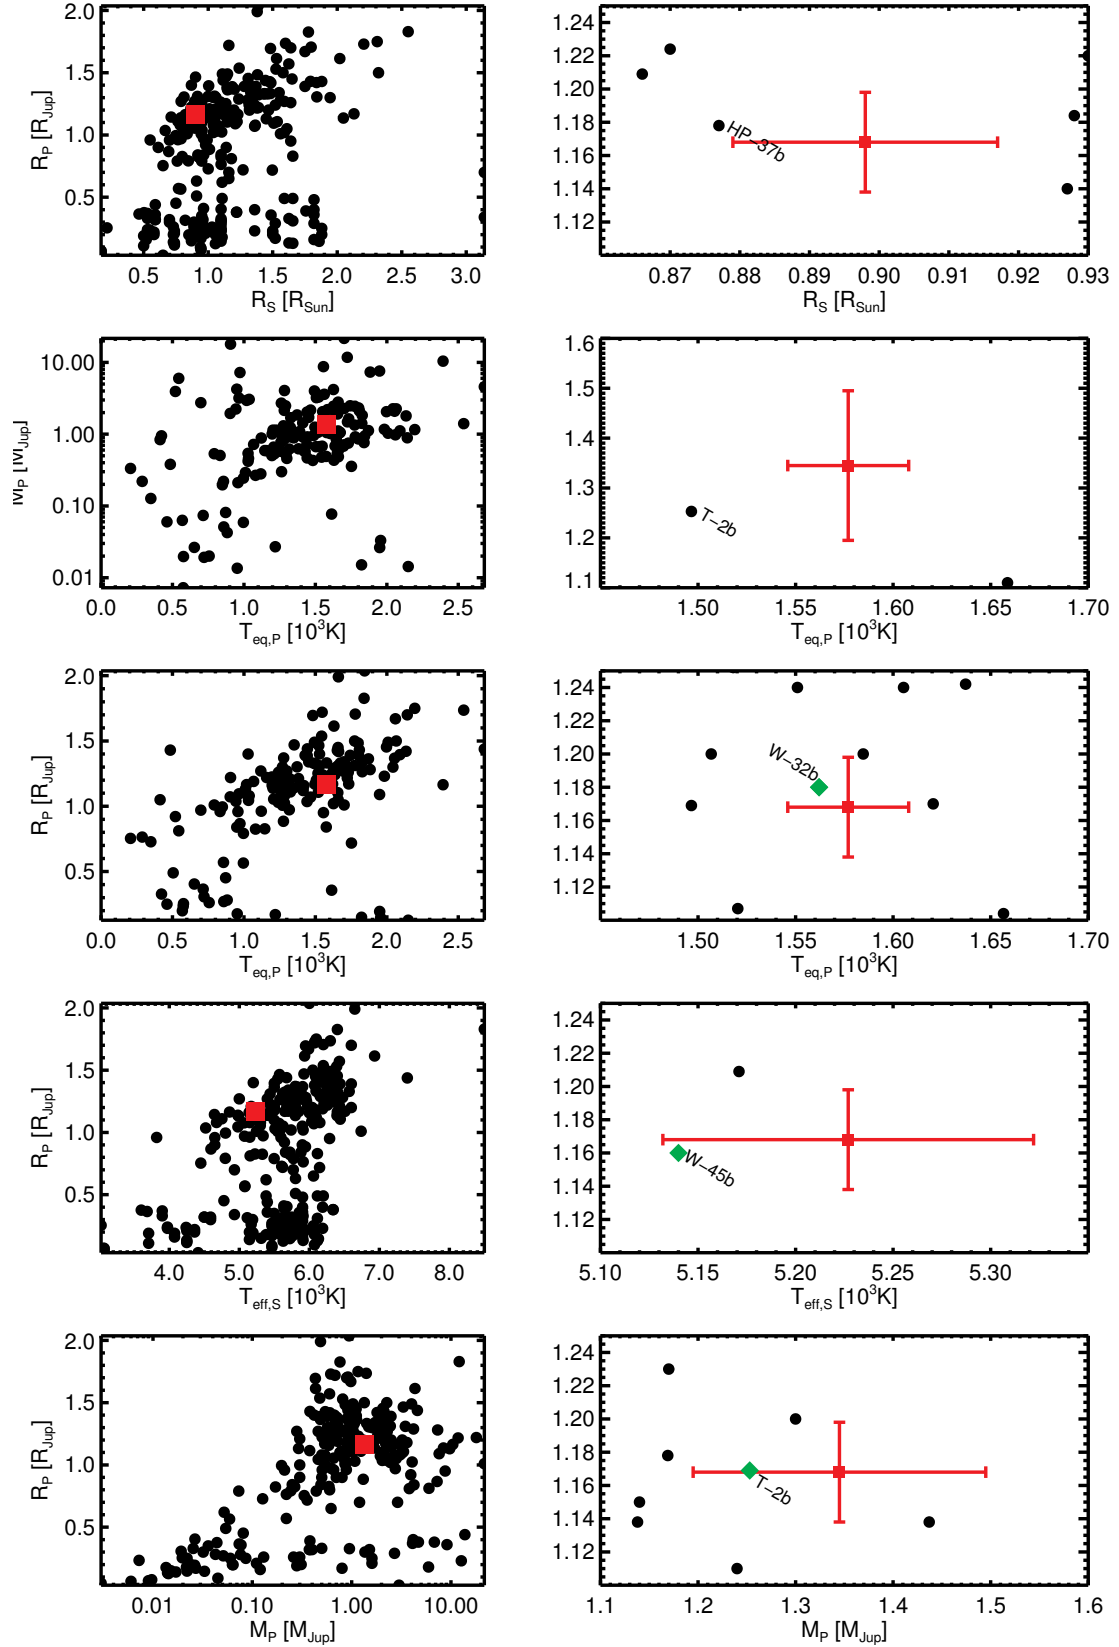 2.0
1.5
1.0
0.5
R_P [R_Jup]
0.5 1.0 1.5 2.0 2.5 3.0
R_S [R_Sun]
1.24
1.22
1.20
1.18
1.16
1.14
1.12
HP-37b
0.87 0.88 0.89 0.90 0.91 0.92 0.93
R_S [R_Sun]
10.00
1.00
0.10
0.01
M_P [M_Jup]
0.0 0.5 1.0 1.5 2.0 2.5
T_eq,P [10^3K]
1.6
1.5
1.4
1.3
1.2
1.1
T-2b
1.50 1.55 1.60 1.65 1.70
T_eq,P [10^3K]
2.0
1.5
1.0
0.5
R_P [R_Jup]
0.0 0.5 1.0 1.5 2.0 2.5
T_eq,P [10^3K]
1.24
1.22
1.20
1.18
1.16
1.14
1.12
W-32b
1.50 1.55 1.60 1.65 1.70
T_eq,P [10^3K]
2.0
1.5
1.0
0.5
R_P [R_Jup]
4.0 5.0 6.0 7.0 8.0
T_eff,S [10^3K]
1.24
1.22
1.20
1.18
1.16
1.14
1.12
W-45b
5.10 5.15 5.20 5.25 5.30
T_eff,S [10^3K]
2.0
1.5
1.0
0.5
R_P [R_Jup]
0.01 0.10 1.00 10.00
M_P [M_Jup]
1.24
1.22
1.20
1.18
1.16
1.14
1.12
T-2b
1.1 1.2 1.3 1.4 1.5 1.6
M_P [M_Jup]